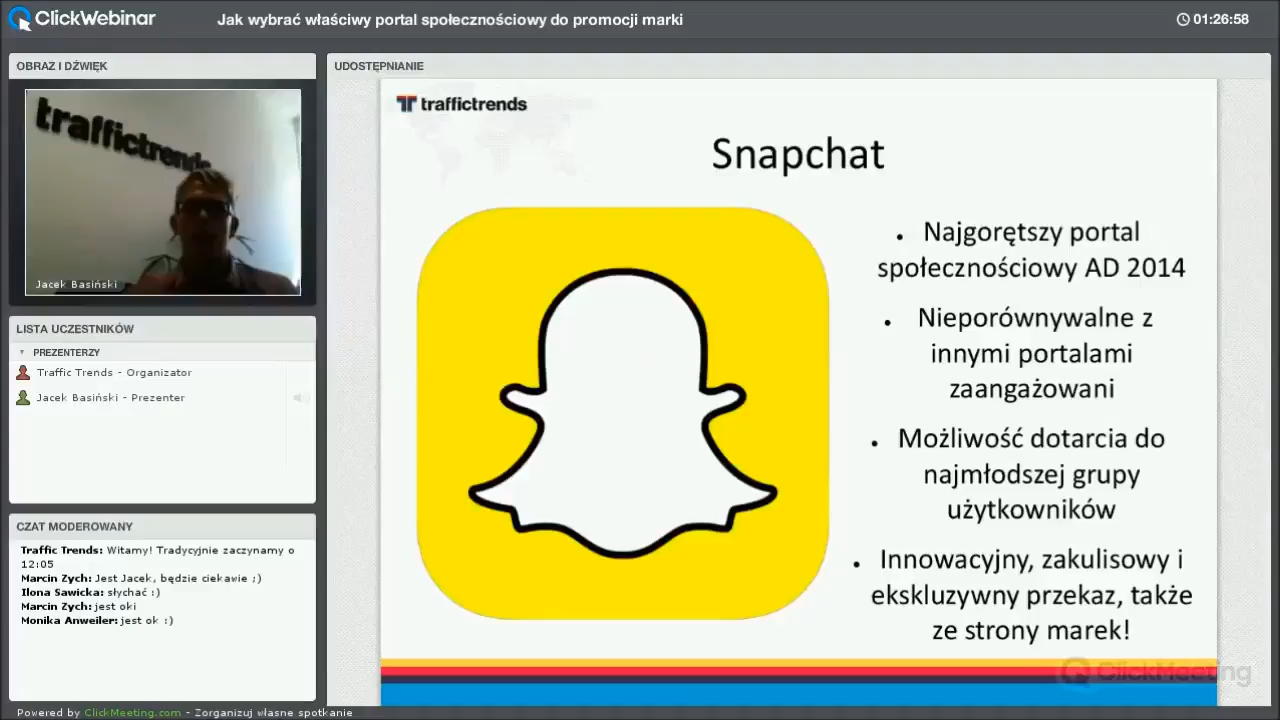 ClickWebinar
Jak wybrać właściwy portal społecznościowy do promocji marki
01:26:58
OBRAZ I DŹWIĘK
traffictrends
Jacek Basiński
LISTA UCZESTNIKÓW
PREZENTERZY
Traffic Trends - Organizator
Jacek Basiński - Prezenter
CZAT MODEROWANY
Traffic Trends: Witamy! Tradycyjnie zaczynamy o
12:05
Marcin Zych: Jest Jacek, będzie ciekawie ;)
Ilona Sawicka: słychać :)
Marcin Zych: jest oki
Monika Anweiler: jest ok :)
UDOSTĘPNIANIE
traffictrends
Snapchat
• Najgorętszy portal
społecznościowy AD 2014
• Nieporównywalne z
innymi portalami
zaangażowani
• Możliwość dotarcia do
najmłodszej grupy
użytkowników
• Innowacyjny, zakulisowy i
ekskluzywny przekaz, także
ze strony marek!
ClickMeeting
Powered by ClickMeeting.com - Zorganizuj własne spotkanie